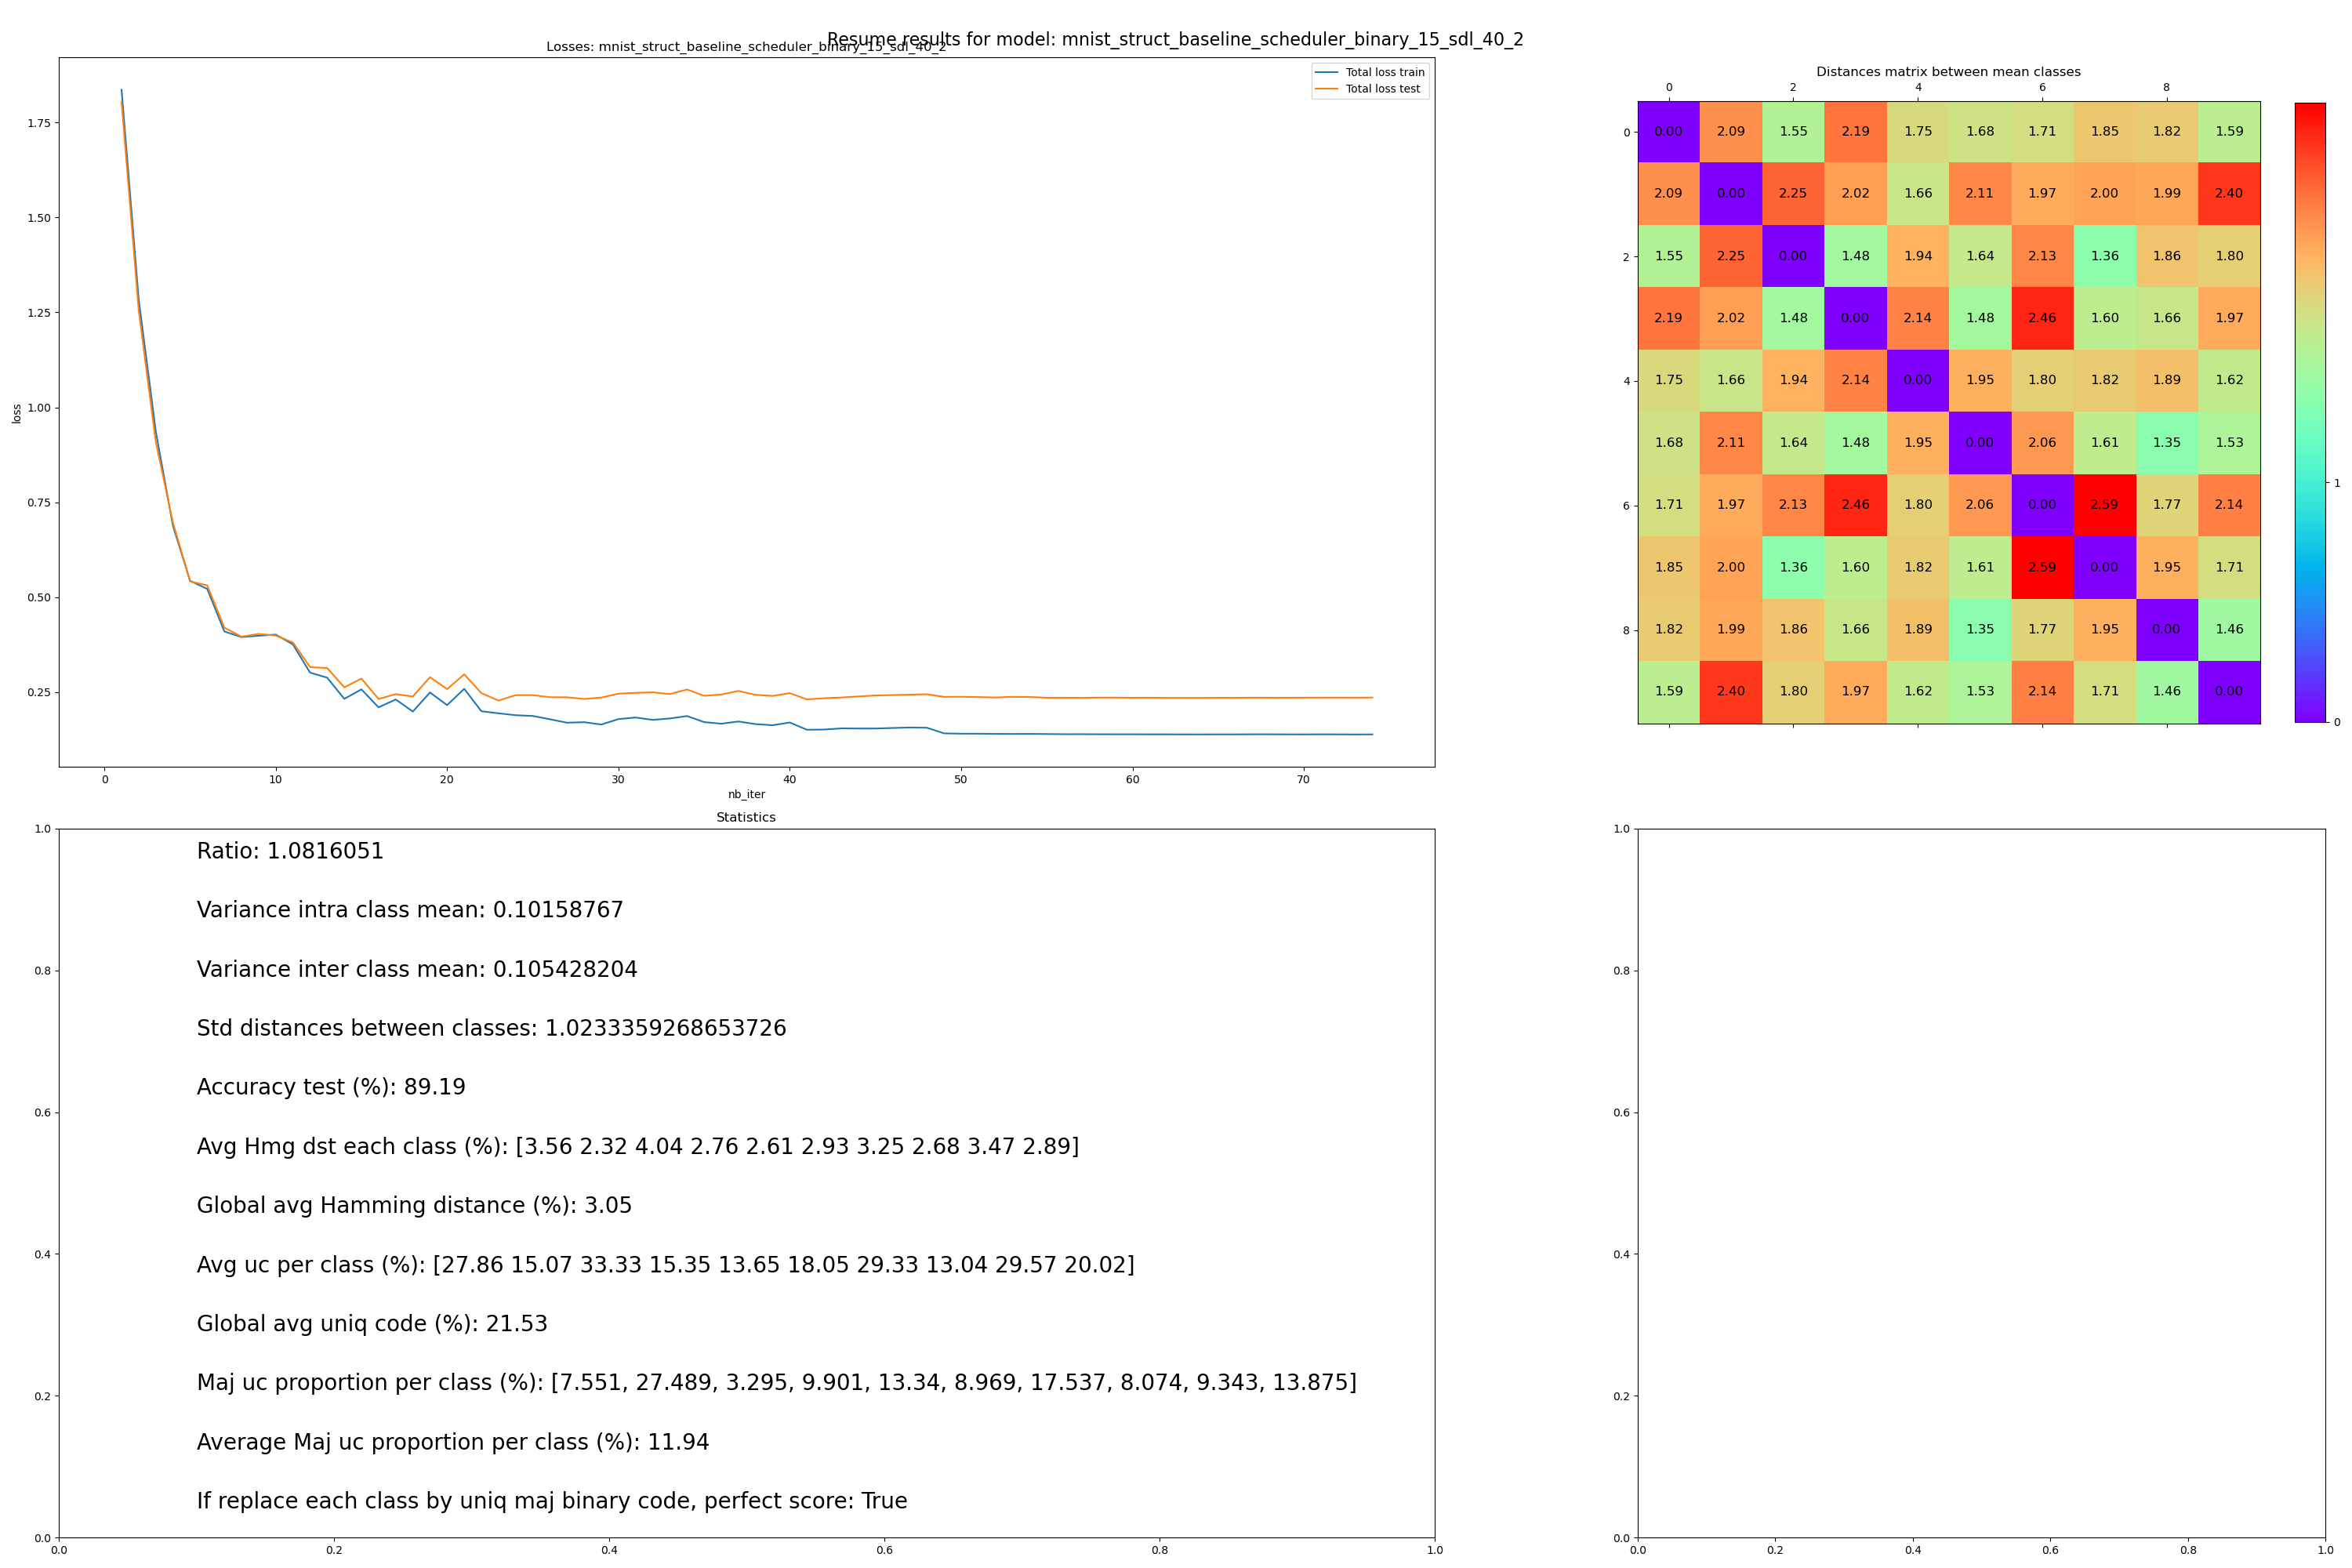 Resume results for model: mnist_struct_baseline_scheduler_binary_15_sdl_40_2
Losses: mnist_struct_baseline_scheduler_binary_15_sdl_40_2
Total loss train
Total loss test
1.75
1.50
1.25
1.00
0.75
0.50
0.25
loss
0 10 20 30 40 50 60 70
nb_iter
Distances matrix between mean classes
0 2 4 6 8
0 0.00 2.09 1.55 2.19 1.75 1.68 1.71 1.85 1.82 1.59
2.09 0.00 2.25 2.02 1.66 2.11 1.97 2.00 1.99 2.40
2 1.55 2.25 0.00 1.48 1.94 1.64 2.13 1.36 1.86 1.80
2.19 2.02 1.48 0.00 2.14 1.48 2.46 1.60 1.66 1.97
4 1.75 1.66 1.94 2.14 0.00 1.95 1.80 1.82 1.89 1.62
1.68 2.11 1.64 1.48 1.95 0.00 2.06 1.61 1.35 1.53
6 1.71 1.97 2.13 2.46 1.80 2.06 0.00 2.59 1.77 2.14
1.85 2.00 1.36 1.60 1.82 1.61 2.59 0.00 1.95 1.71
8 1.82 1.99 1.86 1.66 1.89 1.35 1.77 1.95 0.00 1.46
1.59 2.40 1.80 1.97 1.62 1.53 2.14 1.71 1.46 0.00
1
0
Statistics
Ratio: 1.0816051
Variance intra class mean: 0.10158767
Variance inter class mean: 0.105428204
Std distances between classes: 1.0233359268653726
Accuracy test (%): 89.19
Avg Hmg dst each class (%): [3.56 2.32 4.04 2.76 2.61 2.93 3.25 2.68 3.47 2.89]
Global avg Hamming distance (%): 3.05
Avg uc per class (%): [27.86 15.07 33.33 15.35 13.65 18.05 29.33 13.04 29.57 20.02]
Global avg uniq code (%): 21.53
Maj uc proportion per class (%): [7.551, 27.489, 3.295, 9.901, 13.34, 8.969, 17.537, 8.074, 9.343, 13.875]
Average Maj uc proportion per class (%): 11.94
If replace each class by uniq maj binary code, perfect score: True
1.0
0.8
0.6
0.4
0.2
0.0
0.0 0.2 0.4 0.6 0.8 1.0
1.0
0.8
0.6
0.4
0.2
0.0
0.0 0.2 0.4 0.6 0.8 1.0